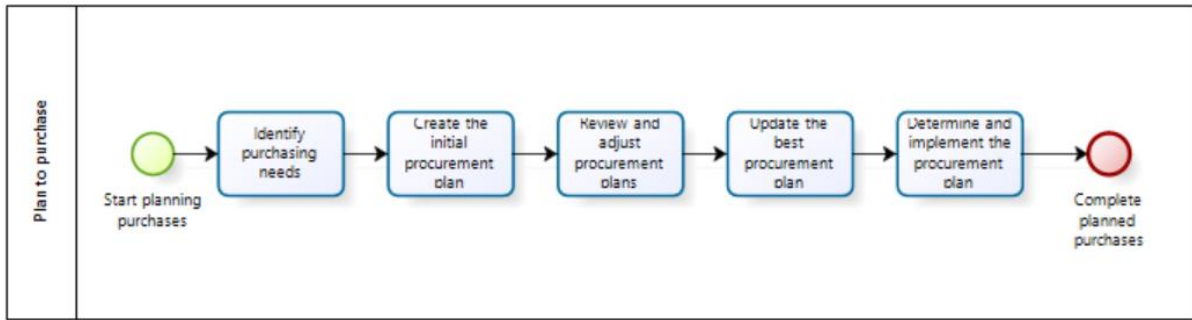 Plan to purchase
Start planning
purchases
Identify
purchasing
needs
Create the
initial
procurement
plan
Review and
adjust
procurement
plans
Update the
best
procurement
plan
Determine and
implement the
procurement
plan
Complete
planned
purchases